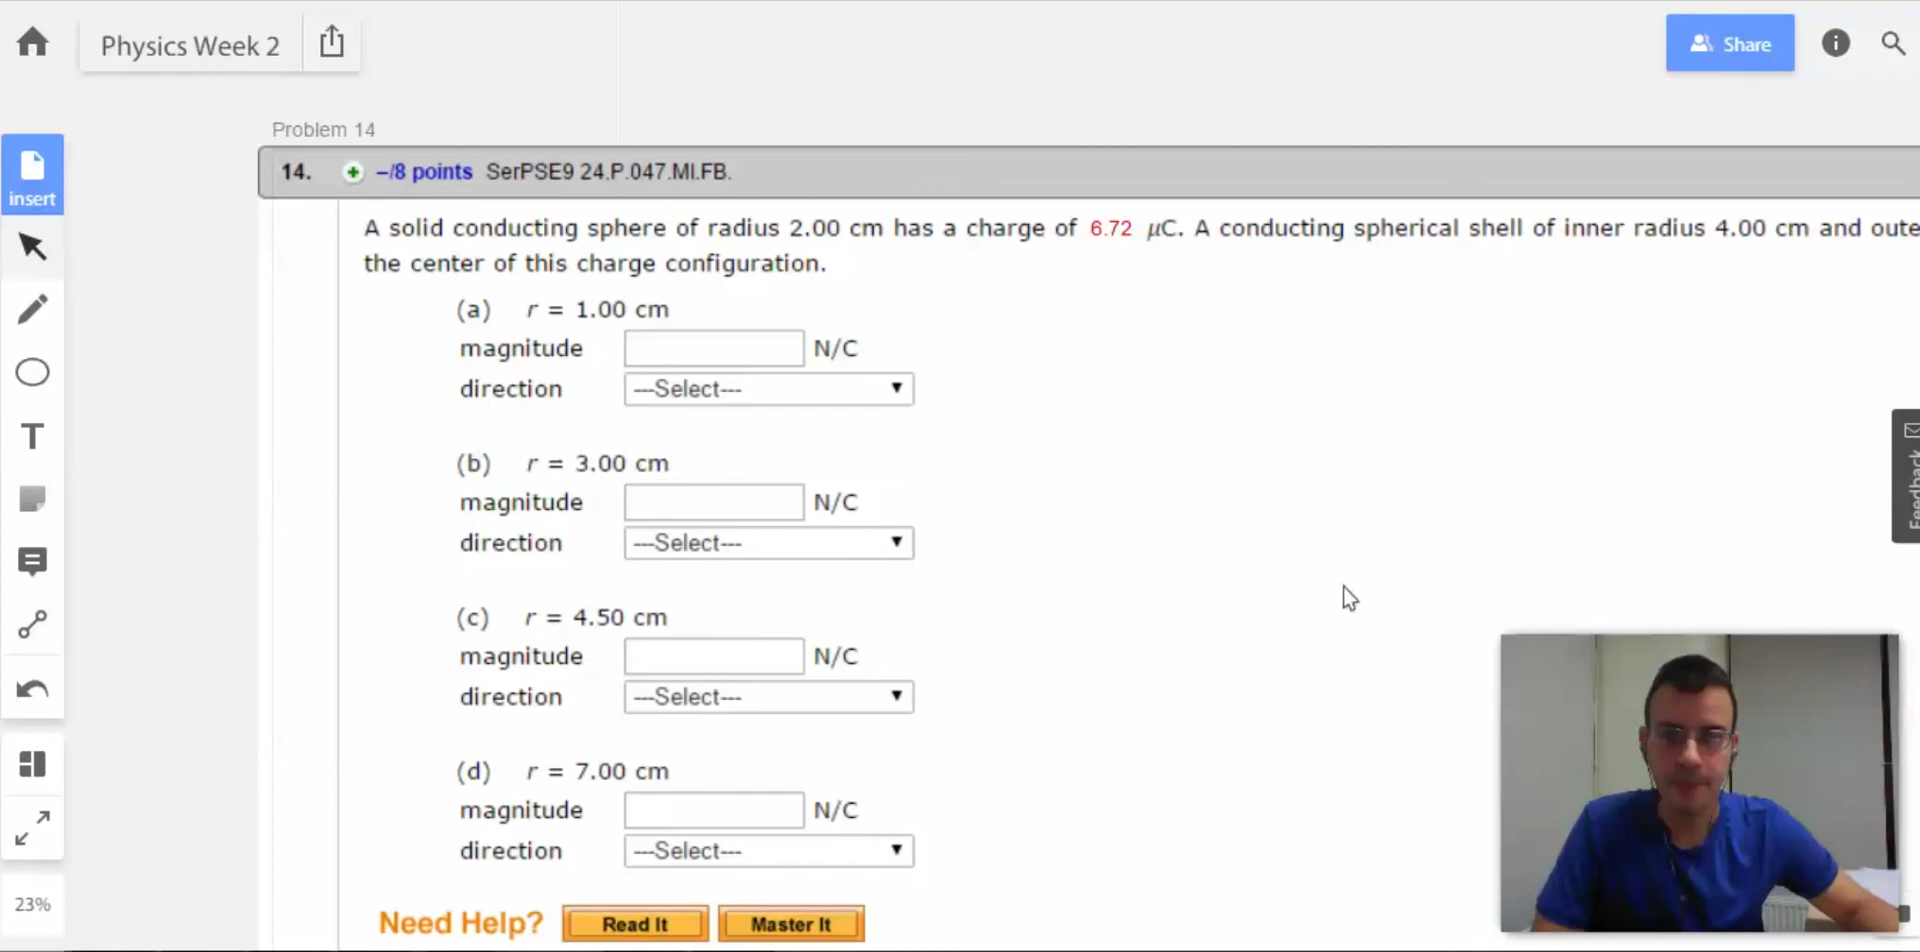 Physics Week 2
Share
insert
Problem 14
14. –/8 points SerPSE9 24.P.047.MI.FB.
A solid conducting sphere of radius 2.00 cm has a charge of 6.72 μC. A conducting spherical shell of inner radius 4.00 cm and oute
the center of this charge configuration.
(a) r = 1.00 cm
magnitude N/C
direction ---Select---
(b) r = 3.00 cm
magnitude N/C
direction ---Select---
(c) r = 4.50 cm
magnitude N/C
direction ---Select---
(d) r = 7.00 cm
magnitude N/C
direction ---Select---
Need Help? Read It Master It
Feedback
23%